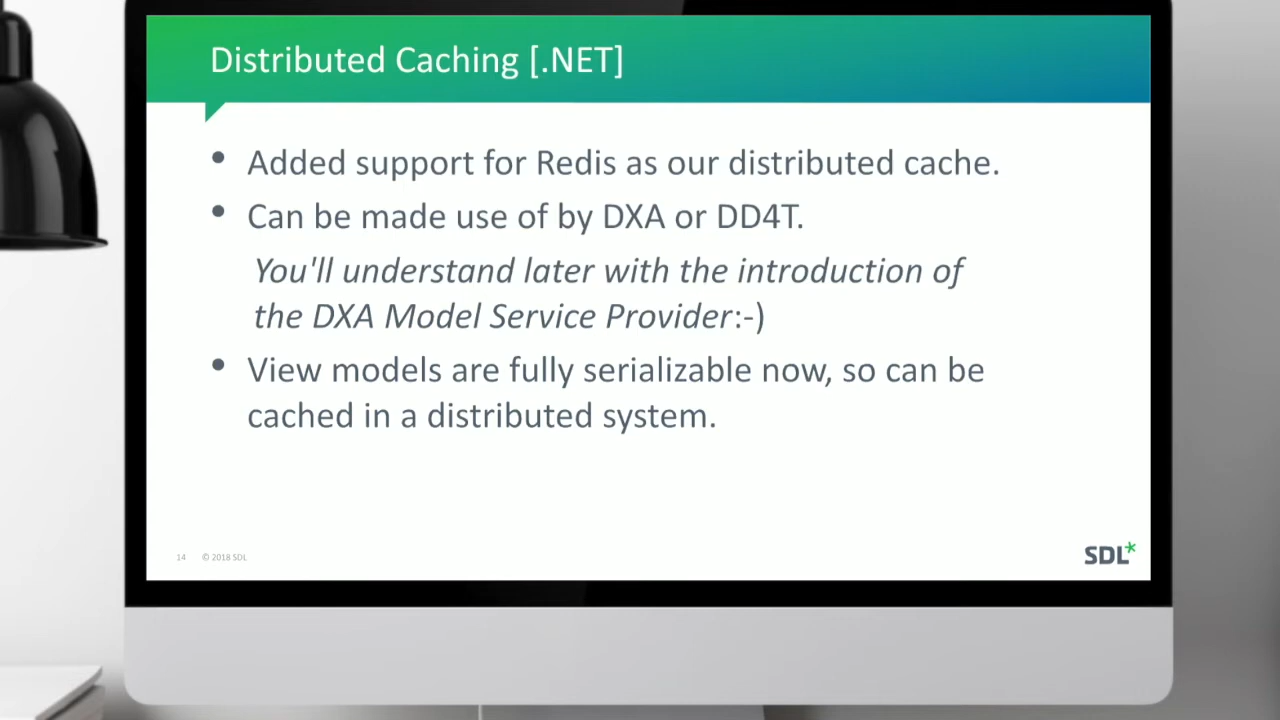 Distributed Caching [.NET]
• Added support for Redis as our distributed cache.
• Can be made use of by DXA or DD4T.
You'll understand later with the introduction of
the DXA Model Service Provider:-)
• View models are fully serializable now, so can be
cached in a distributed system.
14 © 2018 SDL
SDL*